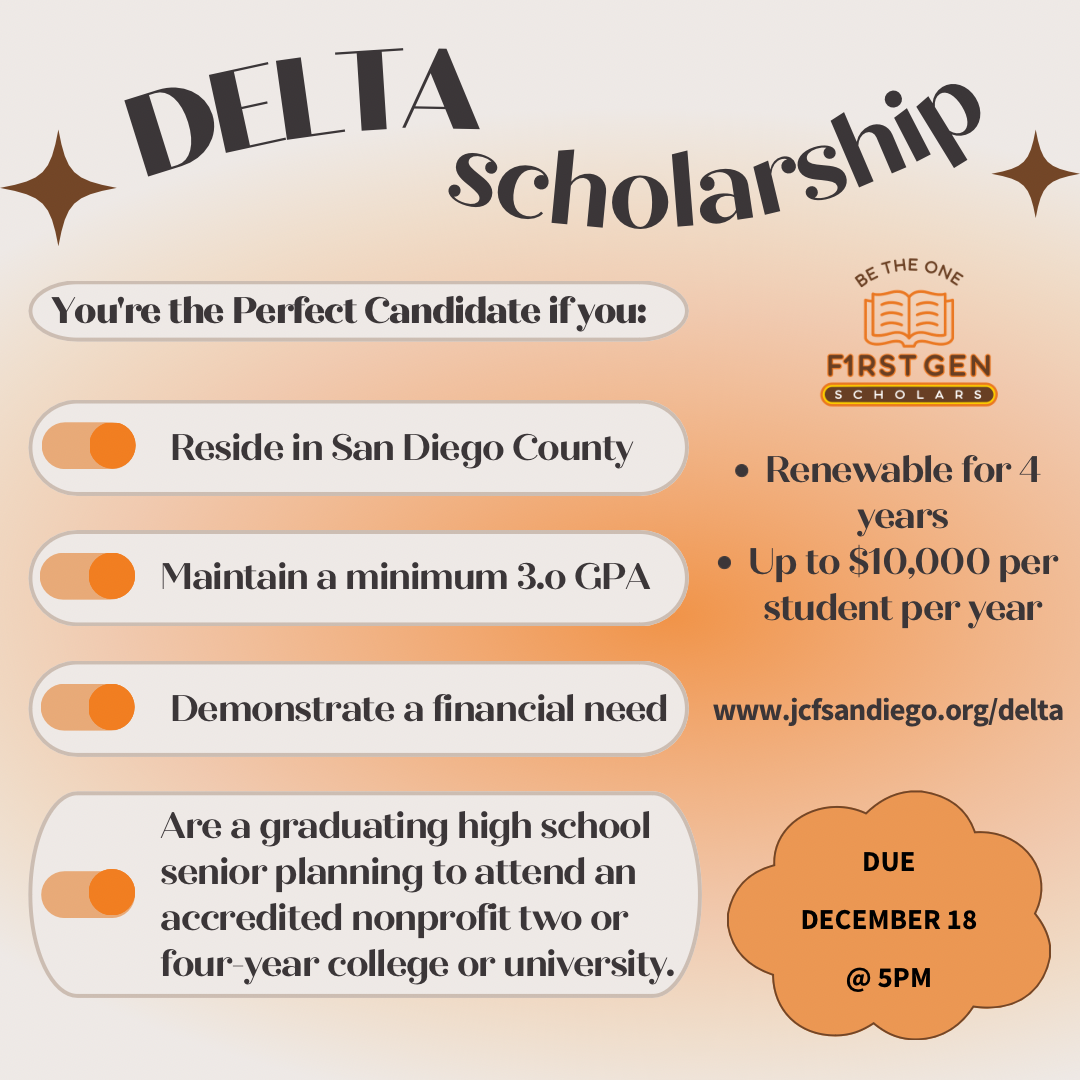 DELTA
scholarship
You're the Perfect Candidate if you:
BE THE ONE
F1RST GEN
SCHOLARS
Reside in San Diego County
Maintain a minimum 3.0 GPA
Demonstrate a financial need
Are a graduating high school
senior planning to attend an
accredited nonprofit two or
four-year college or university.
• Renewable for 4
years
• Up to $10,000 per
student per year
www.jcfsandiego.org/delta
DUE
DECEMBER 18
@ 5PM